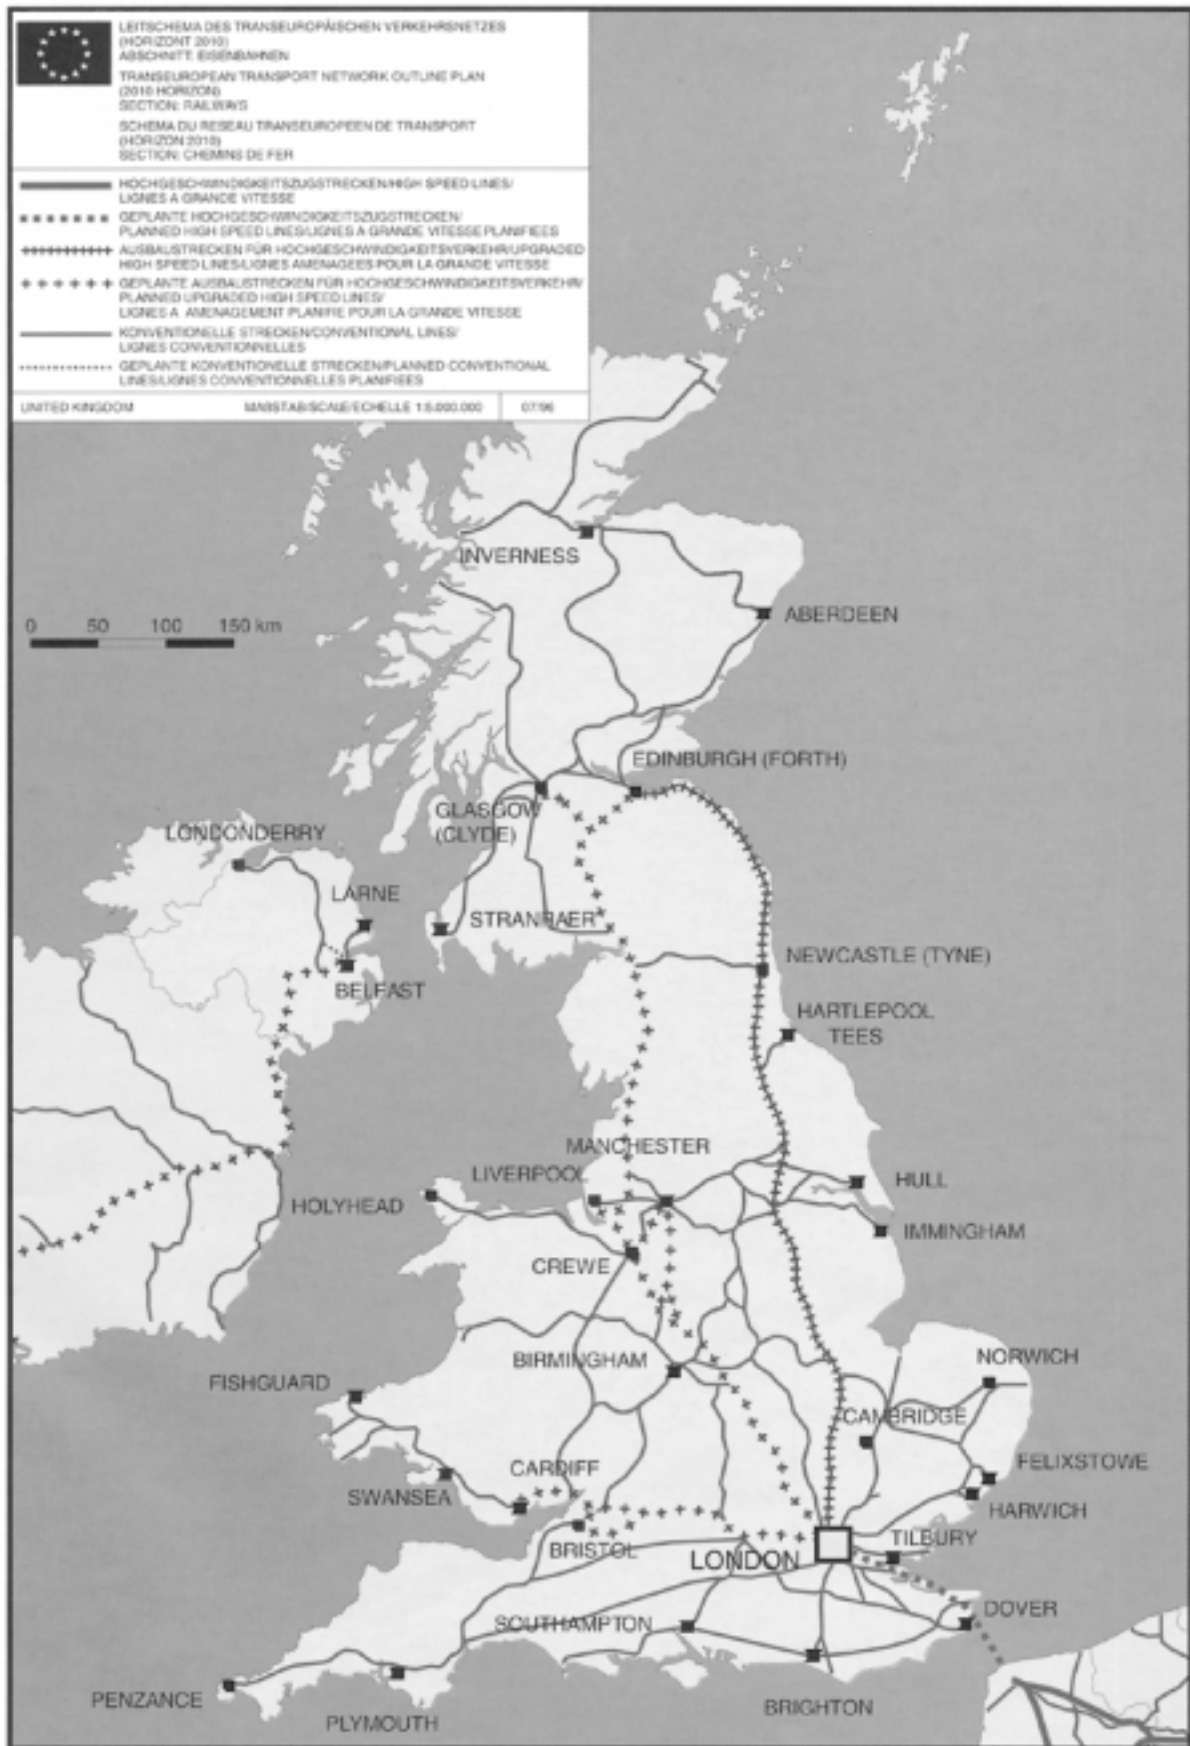 LEITSCHEMA DES TRANSEUROPÄISCHEN VERKEHRSNETZES
(HORIZONT 2010)
ABSCHNITT: EISENBAHNEN
TRANSEUROPEAN TRANSPORT NETWORK OUTLINE PLAN
(2010 HORIZON)
SECTION: RAILWAYS
SCHEMA DU RESEAU TRANSEUROPEEN DE TRANSPORT
(HORIZON 2010)
SECTION: CHEMINS DE FER
HOCHGESCHWINDIGKEITSZUGSTRECKEN/HIGH SPEED LINES/
LIGNES A GRANDE VITESSE
GEPLANTE HOCHGESCHWINDIGKEITSZUGSTRECKEN/
PLANNED HIGH SPEED LINES/LIGNES A GRANDE VITESSE PLANIFIEES
AUSBAUSTRECKEN FÜR HOCHGESCHWINDIGKEITSVERKEHR/UPGRADED
HIGH SPEED LINES/LIGNES AMENAGEES POUR LA GRANDE VITESSE
GEPLANTE AUSBAUSTRECKEN FÜR HOCHGESCHWINDIGKEITSVERKEHR/
PLANNED UPGRADED HIGH SPEED LINES/
LIGNES A AMENAGEMENT PLANIFIE POUR LA GRANDE VITESSE
KONVENTIONELLE STRECKEN/CONVENTIONAL LINES/
LIGNES CONVENTIONNELLES
GEPLANTE KONVENTIONELLE STRECKEN/PLANNED CONVENTIONAL
LINES/LIGNES CONVENTIONNELLES PLANIFIEES
UNITED KINGDOM MAßSTAB/SCALE/ECHELLE 1:5.000.000 07/96
INVERNESS
ABERDEEN
0 50 100 150 km
EDINBURGH (FORTH)
GLASGOW
(CLYDE)
LONDONDERRY
LARNE
STRANRAER
NEWCASTLE (TYNE)
BELFAST
HARTLEPOOL
TEES
MANCHESTER
LIVERPOOL
HULL
HOLYHEAD
IMMINGHAM
CREWE
BIRMINGHAM
NORWICH
FISHGUARD
CAMBRIDGE
FELIXSTOWE
CARDIFF
SWANSEA
HARWICH
TILBURY
BRISTOL
LONDON
DOVER
SOUTHAMPTON
PENZANCE
BRIGHTON
PLYMOUTH